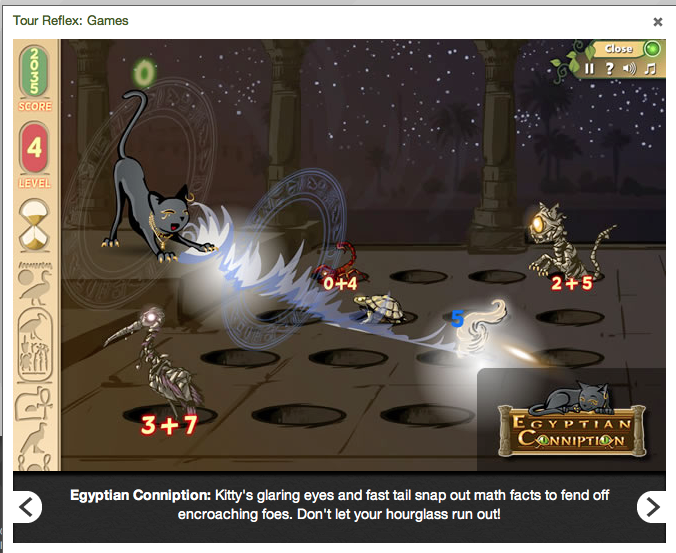 Tour Reflex: Games
Close
2035
SCORE
4
LEVEL
0
?
0+4
2+5
5
3+7
EGYPTIAN
CONNIPTION
Egyptian Conniption: Kitty's glaring eyes and fast tail snap out math facts to fend off
encroaching foes. Don't let your hourglass run out!